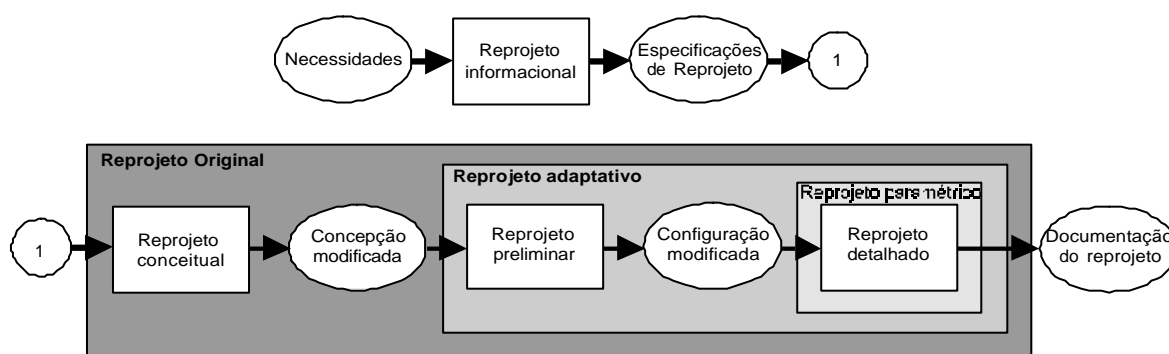 Necessidades
Reprojeto
informacional
Especificações
de Reprojeto
1
Reprojeto Original
Reprojeto adaptativo
Reprojeto paramétrico
1
Reprojeto
conceitual
Concepção
modificada
Reprojeto
preliminar
Configuração
modificada
Reprojeto
detalhado
Documentação
do reprojeto